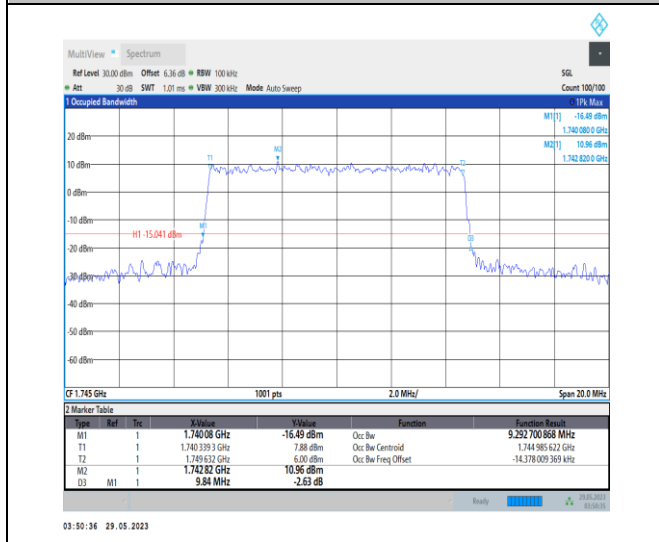 MultiView Spectrum
Ref Level 30.00 dBm Offset 6.36 dB RBW 100 kHz SGL
Att 30 dB SWT 1.01 ms VBW 300 kHz Mode Auto Sweep Count 100/100
1 Occupied Bandwidth 1Pk Max
M1[1] -16.49 dBm
1.740 080 0 GHz
M2[1] 10.96 dBm
1.742 820 0 GHz
20 dBm
M2
T1
T2
10 dBm
0 dBm
-10 dBm
M1
H1 -15.041 dBm
D3
-20 dBm
-30 dBm
-40 dBm
-50 dBm
-60 dBm
CF 1.745 GHz 1001 pts 2.0 MHz/ Span 20.0 MHz
2 Marker Table
Type Ref Trc X-Value Y-Value Function Function Result
M1 1 1.740 08 GHz -16.49 dBm Occ Bw 9.292 700 868 MHz
T1 1 1.740 339 3 GHz 7.88 dBm Occ Bw Centroid 1.744 985 622 GHz
T2 1 1.749 632 GHz 6.00 dBm Occ Bw Freq Offset -14.378 009 369 kHz
M2 1 1.742 82 GHz 10.96 dBm
D3 M1 1 9.84 MHz -2.63 dB
Ready 29.05.2023
03:50:35
03:50:36 29.05.2023